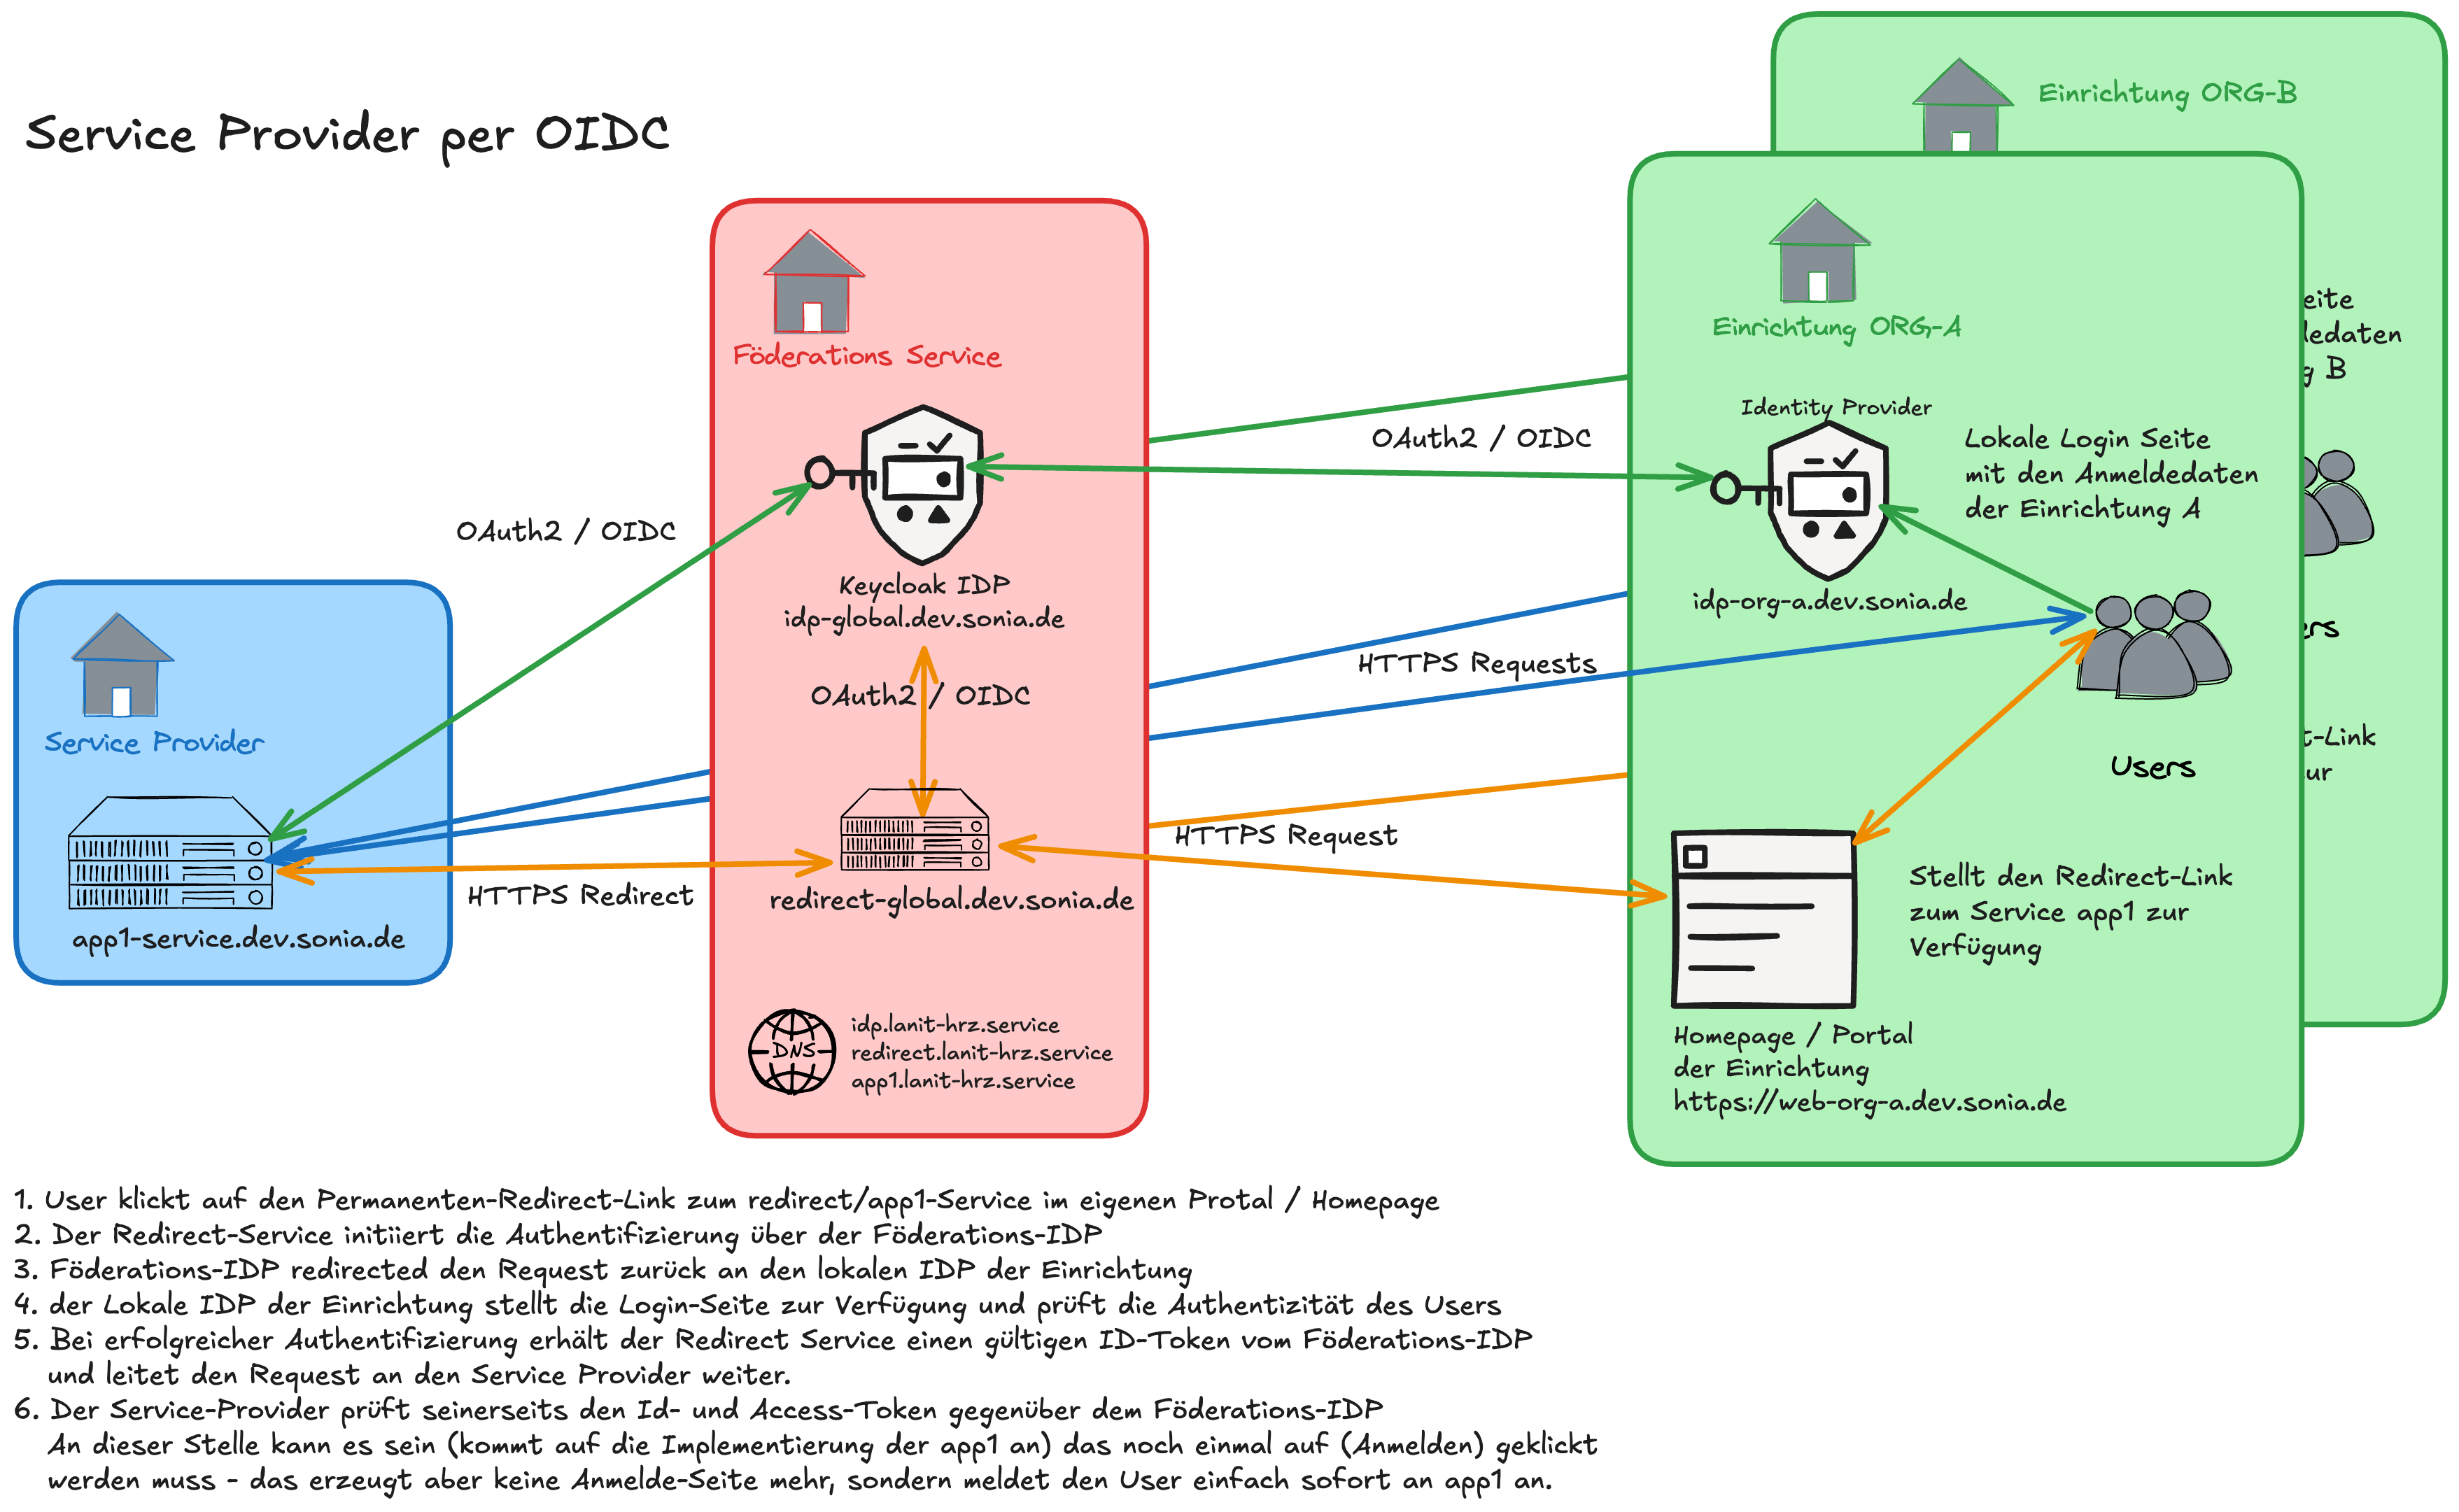 Service Provider per OIDC
Einrichtung ORG-B
Föderations Service
Einrichtung ORG-A
eite
dedaten
g B
Identity Provider
OAuth2 / OIDC
Lokale Login Seite
mit den Anmeldedaten
der Einrichtung A
OAuth2 / OIDC
Keycloak IDP
idp-global.dev.sonia.de
idp-org-a.dev.sonia.de
ers
HTTPS Requests
OAuth2 / OIDC
Service Provider
t-Link
ur
Users
HTTPS Request
HTTPS Redirect
redirect-global.dev.sonia.de
Stellt den Redirect-Link
zum Service app1 zur
Verfügung
app1-service.dev.sonia.de
DNS
idp.lanit-hrz.service
redirect.lanit-hrz.service
app1.lanit-hrz.service
Homepage / Portal
der Einrichtung
https://web-org-a.dev.sonia.de
1. User klickt auf den Permanenten-Redirect-Link zum redirect/app1-Service im eigenen Protal / Homepage
2. Der Redirect-Service initiiert die Authentifizierung über der Föderations-IDP
3. Föderations-IDP redirected den Request zurück an den lokalen IDP der Einrichtung
4. der Lokale IDP der Einrichtung stellt die Login-Seite zur Verfügung und prüft die Authentizität des Users
5. Bei erfolgreicher Authentifizierung erhält der Redirect Service einen gültigen ID-Token vom Föderations-IDP
und leitet den Request an den Service Provider weiter.
6. Der Service-Provider prüft seinerseits den Id- und Access-Token gegenüber dem Föderations-IDP
An dieser Stelle kann es sein (kommt auf die Implementierung der app1 an) das noch einmal auf (Anmelden) geklickt
werden muss - das erzeugt aber keine Anmelde-Seite mehr, sondern meldet den User einfach sofort an app1 an.